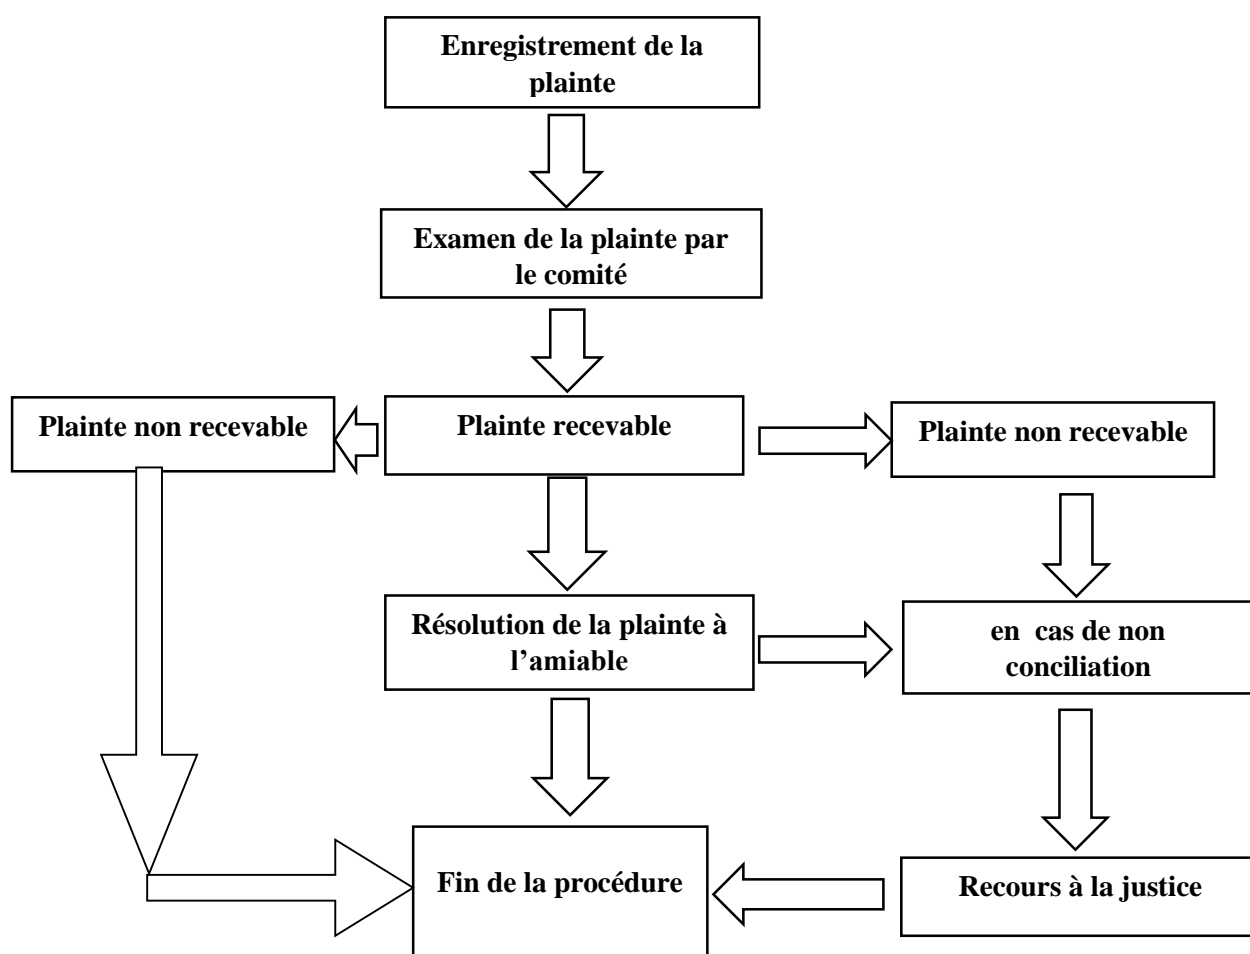 Enregistrement de la
plainte
Examen de la plainte par
le comité
Plainte non recevable
Plainte recevable
Plainte non recevable
Résolution de la plainte à
l’amiable
en  cas de non
conciliation
Fin de la procédure
Recours à la justice